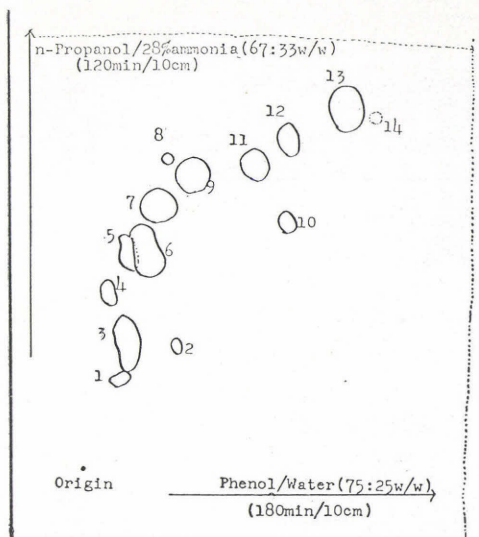 n-Propanol/28%ammonia(67:33w/w)
(120min/10cm)
13
12
14
8
11
9
7
10
5
6
4
3
2
1
Origin
Phenol/Water(75:25w/w)
(180min/10cm)